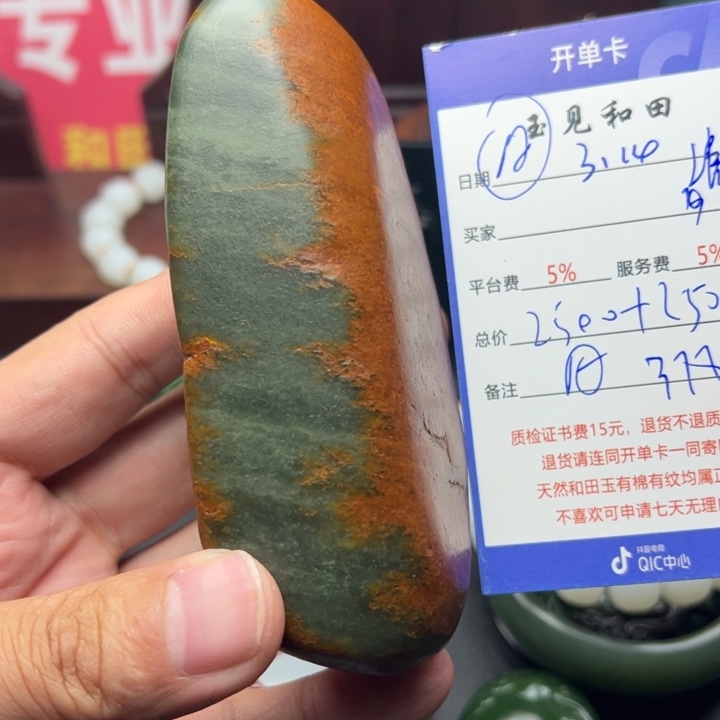 专业
和田
开单卡
玉见和田
日期 3.14
买家
平台费 5% 服务费 5%
总价 2500+250
备注
质检证书费15元，退货不退质
退货请连同开单卡一同寄
天然和田玉有棉有纹均属正
不喜欢可申请七天无理
抖音电商
QIC中心